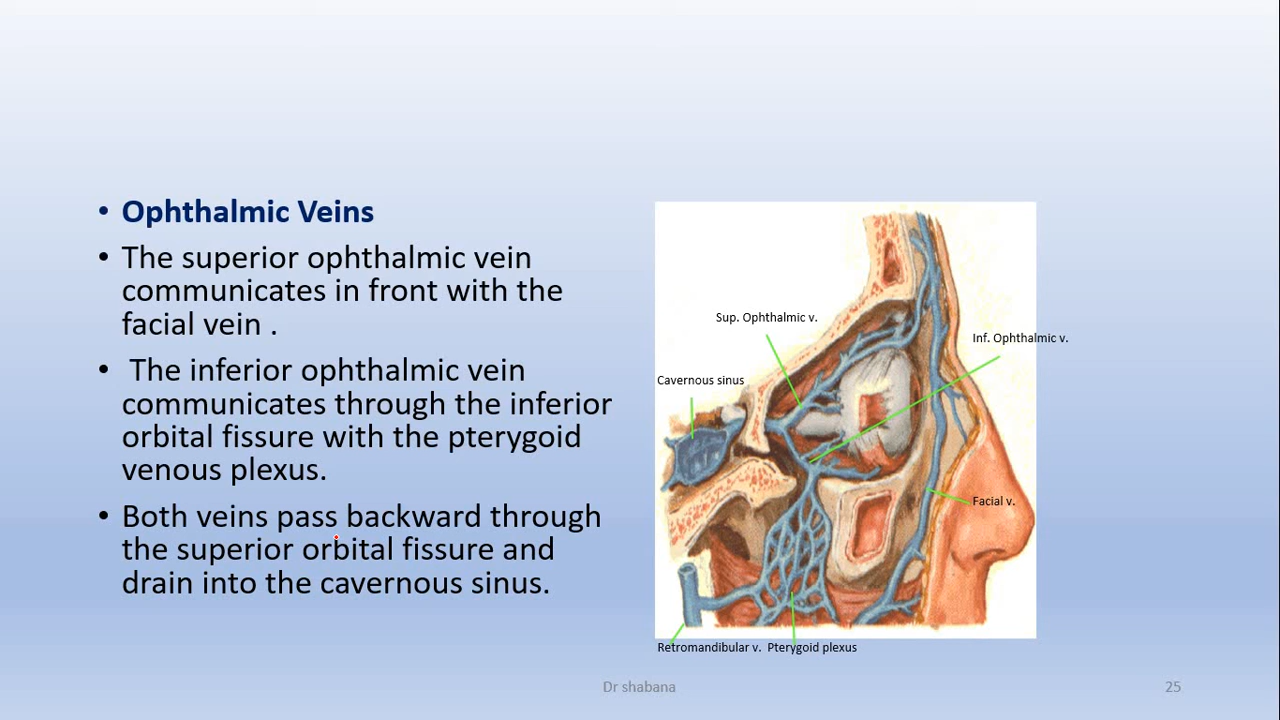 • Ophthalmic Veins
• The superior ophthalmic vein
communicates in front with the
facial vein .
• The inferior ophthalmic vein
communicates through the inferior
orbital fissure with the pterygoid
venous plexus.
• Both veins pass backward through
the superior orbital fissure and
drain into the cavernous sinus.
Sup. Ophthalmic v.
Inf. Ophthalmic v.
Cavernous sinus
Facial v.
Retromandibular v.
Pterygoid plexus
Dr shabana
25